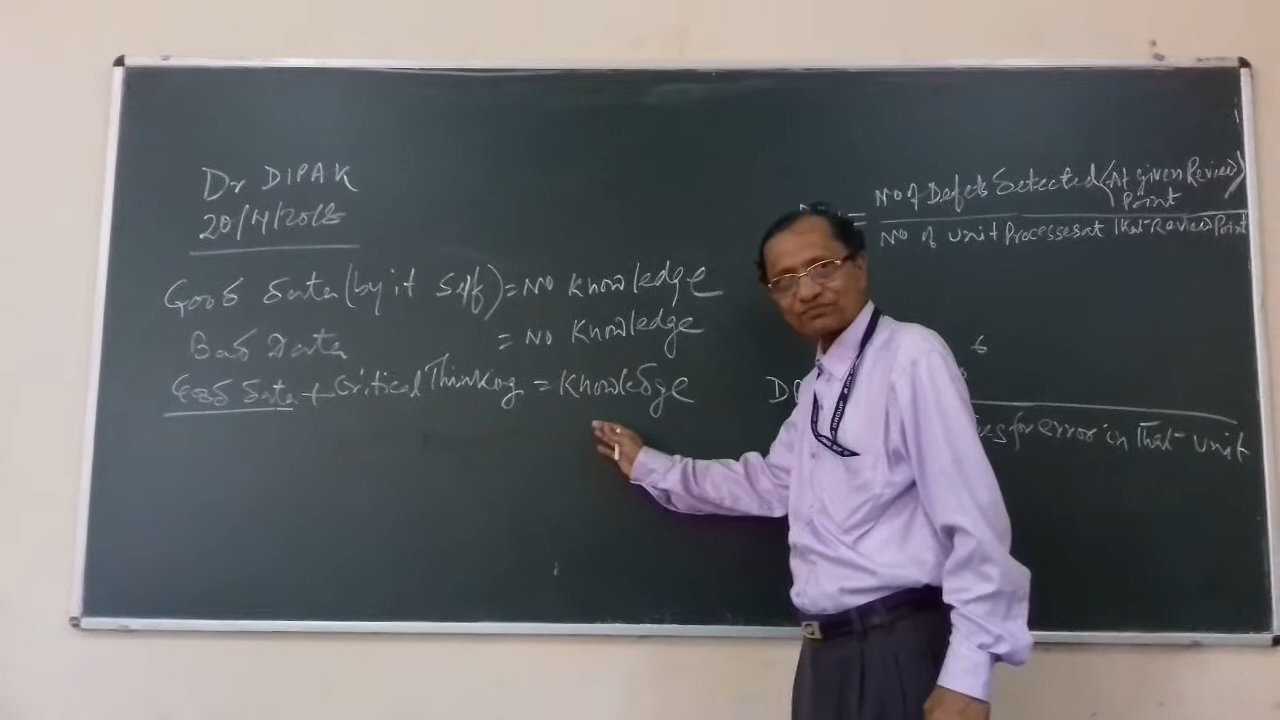 Dr DIPAK
20/4/2018
Good Data (by it self) = No Knowledge
Bad Data = No Knowledge
Good Data + Critical Thinking = Knowledge
= No of Defects Detected (At given Review Point)
No of Unit Processes at that Review Point
D
for error in that unit
GROUP